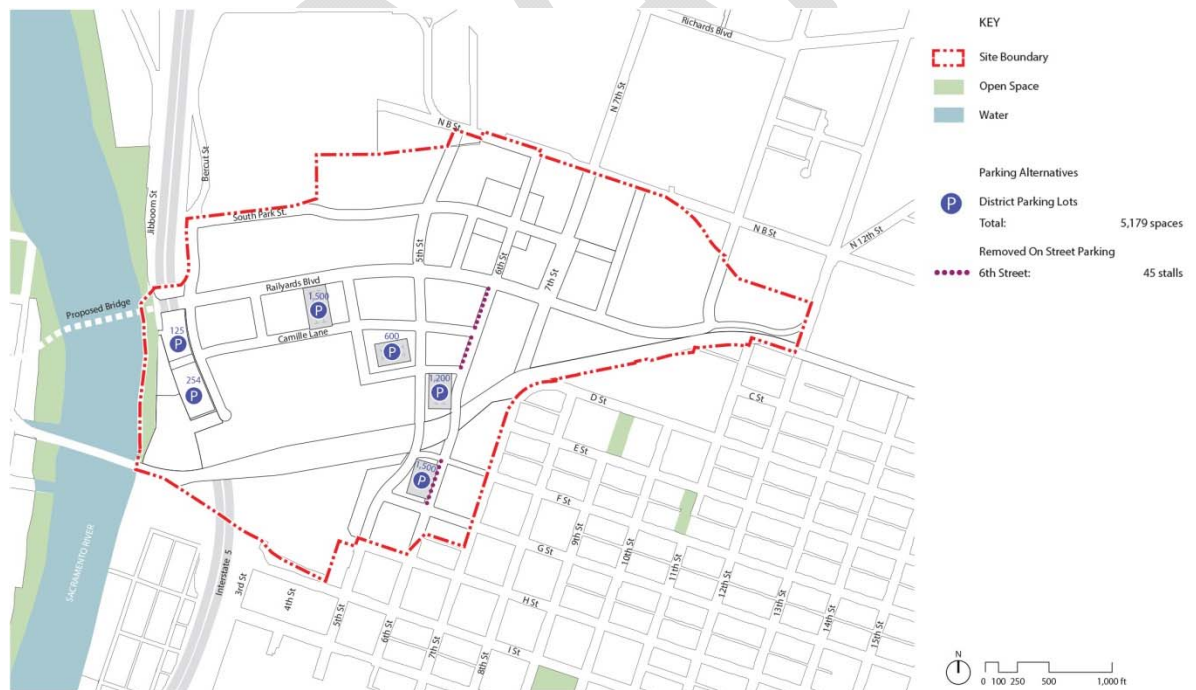 Richards Blvd
N 7th St
N B St
Bercut St
Jibboom St
South Park St.
5th St
6th St
7th St
N B St
N 12th St
Railyards Blvd
Camille Lane
Proposed Bridge
1,500
P
125
P
600
P
254
P
1,200
P
1,500
P
C St
D St
E St
F St
G St
H St
I St
SACRAMENTO RIVER
Interstate 5
3rd St
4th St
5th St
6th St
7th St
8th St
9th St
10th St
11th St
12th St
13th St
14th St
15th St
KEY
Site Boundary
Open Space
Water
Parking Alternatives
P District Parking Lots
Total: 5,179 spaces
Removed On Street Parking
6th Street: 45 stalls
N
0 100 250 500 1,000 ft